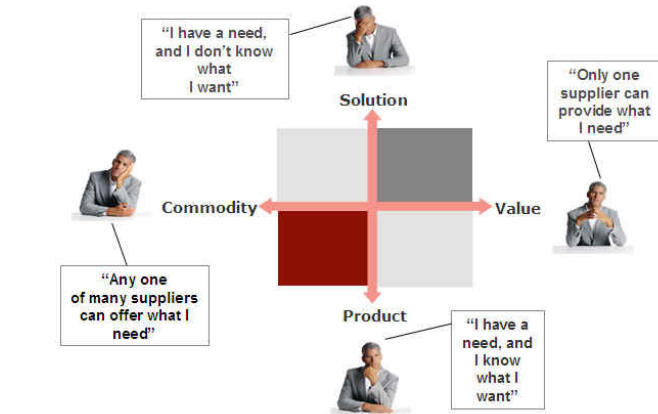 “I have a need,
and I don’t know
what
I want”
Solution
“Only one
supplier can
provide what
I need”
Commodity
Value
“Any one
of many suppliers
can offer what I
need”
Product
“I have a
need, and
I know
what I
want”